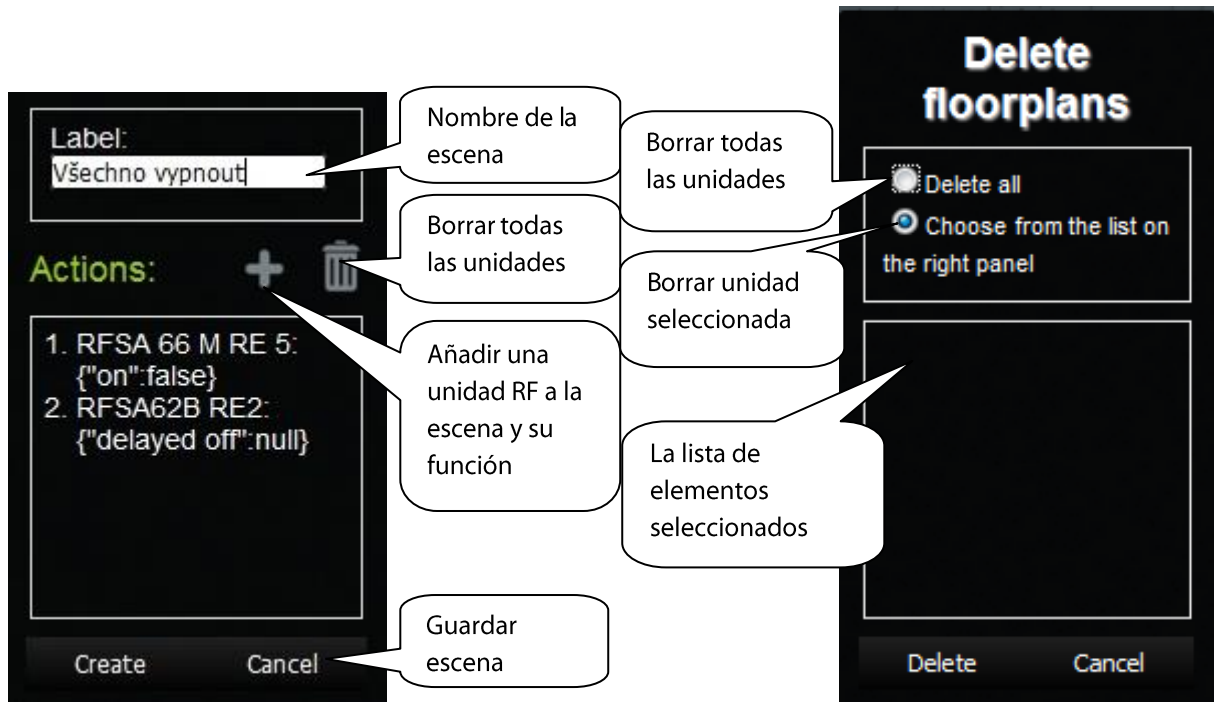 Label:
Všechno vypnout
Actions:
1. RFSA 66 M RE 5:
{"on":false}
2. RFSA62B RE2:
{"delayed off":null}
Create
Cancel
Nombre de la
escena
Borrar todas
las unidades
Añadir una
unidad RF a la
escena y su
función
Guardar
escena
Borrar todas
las unidades
Borrar unidad
seleccionada
La lista de
elementos
seleccionados
Delete
floorplans
Delete all
Choose from the list on
the right panel
Delete
Cancel